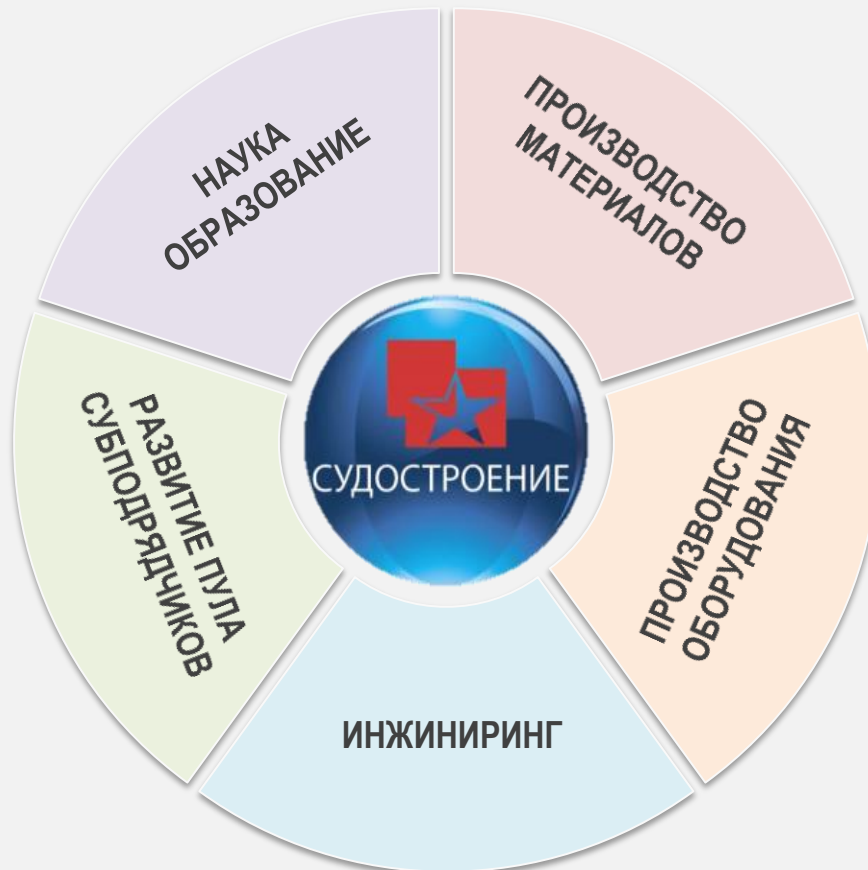 НАУКА
ОБРАЗОВАНИЕ
ПРОИЗВОДСТВО
МАТЕРИАЛОВ
РАЗВИТИЕ ПУЛА
СУБПОДРЯДЧИКОВ
СУДОСТРОЕНИЕ
ПРОИЗВОДСТВО
ОБОРУДОВАНИЯ
ИНЖИНИРИНГ